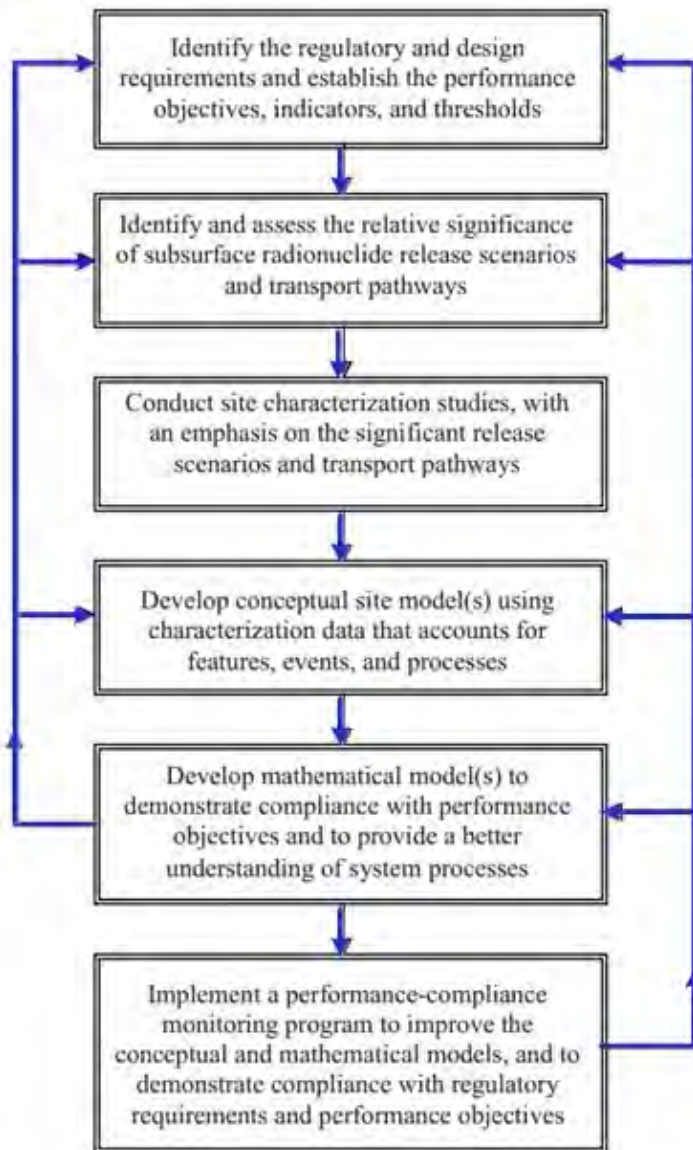 Identify the regulatory and design
requirements and establish the performance
objectives, indicators, and thresholds
Identify and assess the relative significance
of subsurface radionuclide release scenarios
and transport pathways
Conduct site characterization studies, with
an emphasis on the significant release
scenarios and transport pathways
Develop conceptual site model(s) using
characterization data that accounts for
features, events, and processes
Develop mathematical model(s) to
demonstrate compliance with performance
objectives and to provide a better
understanding of system processes
Implement a performance-compliance
monitoring program to improve the
conceptual and mathematical models, and to
demonstrate compliance with regulatory
requirements and performance objectives